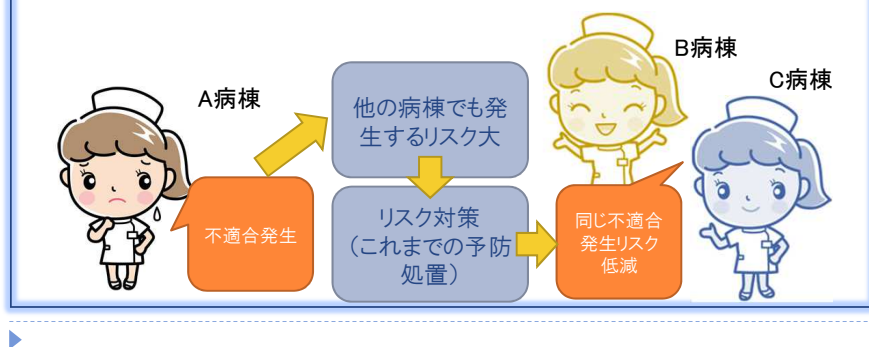 A病棟
不適合発生
他の病棟でも発
生するリスク大
リスク対策
（これまでの予防
処置）
B病棟
C病棟
同じ不適合
発生リスク
低減